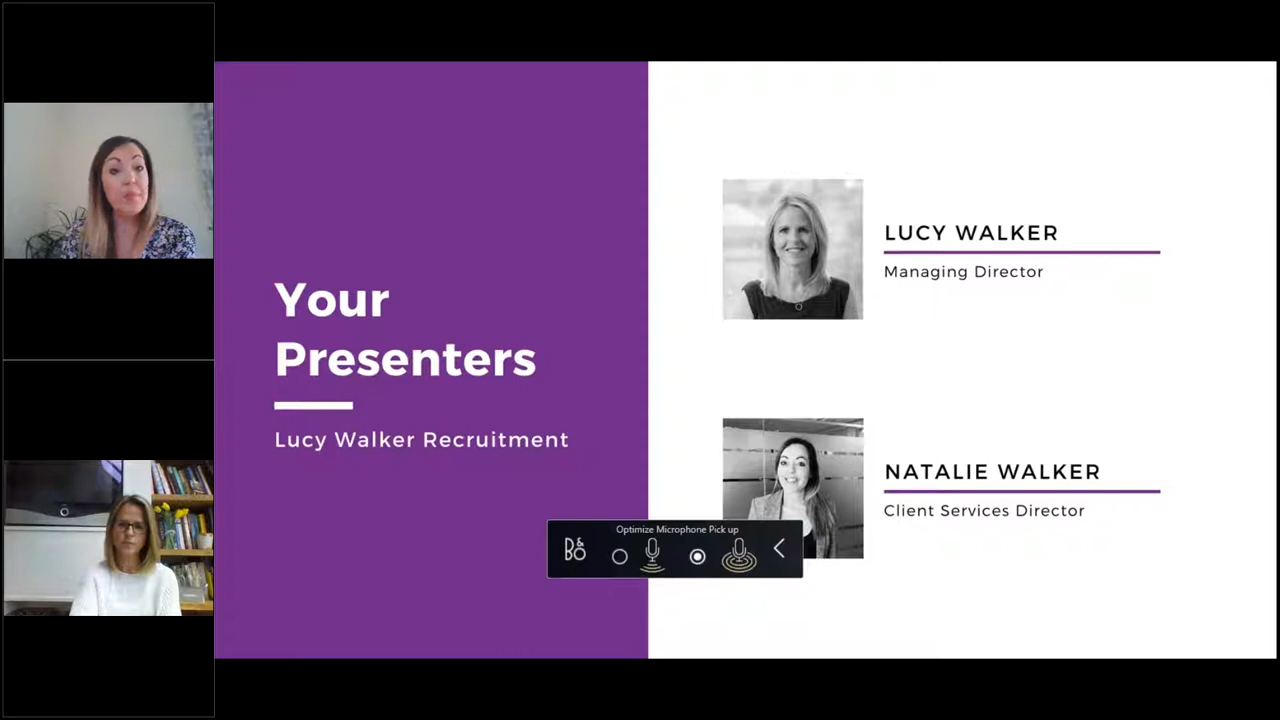 Your
Presenters
Lucy Walker Recruitment
LUCY WALKER
Managing Director
NATALIE WALKER
Client Services Director
Optimize Microphone Pick up
B&O